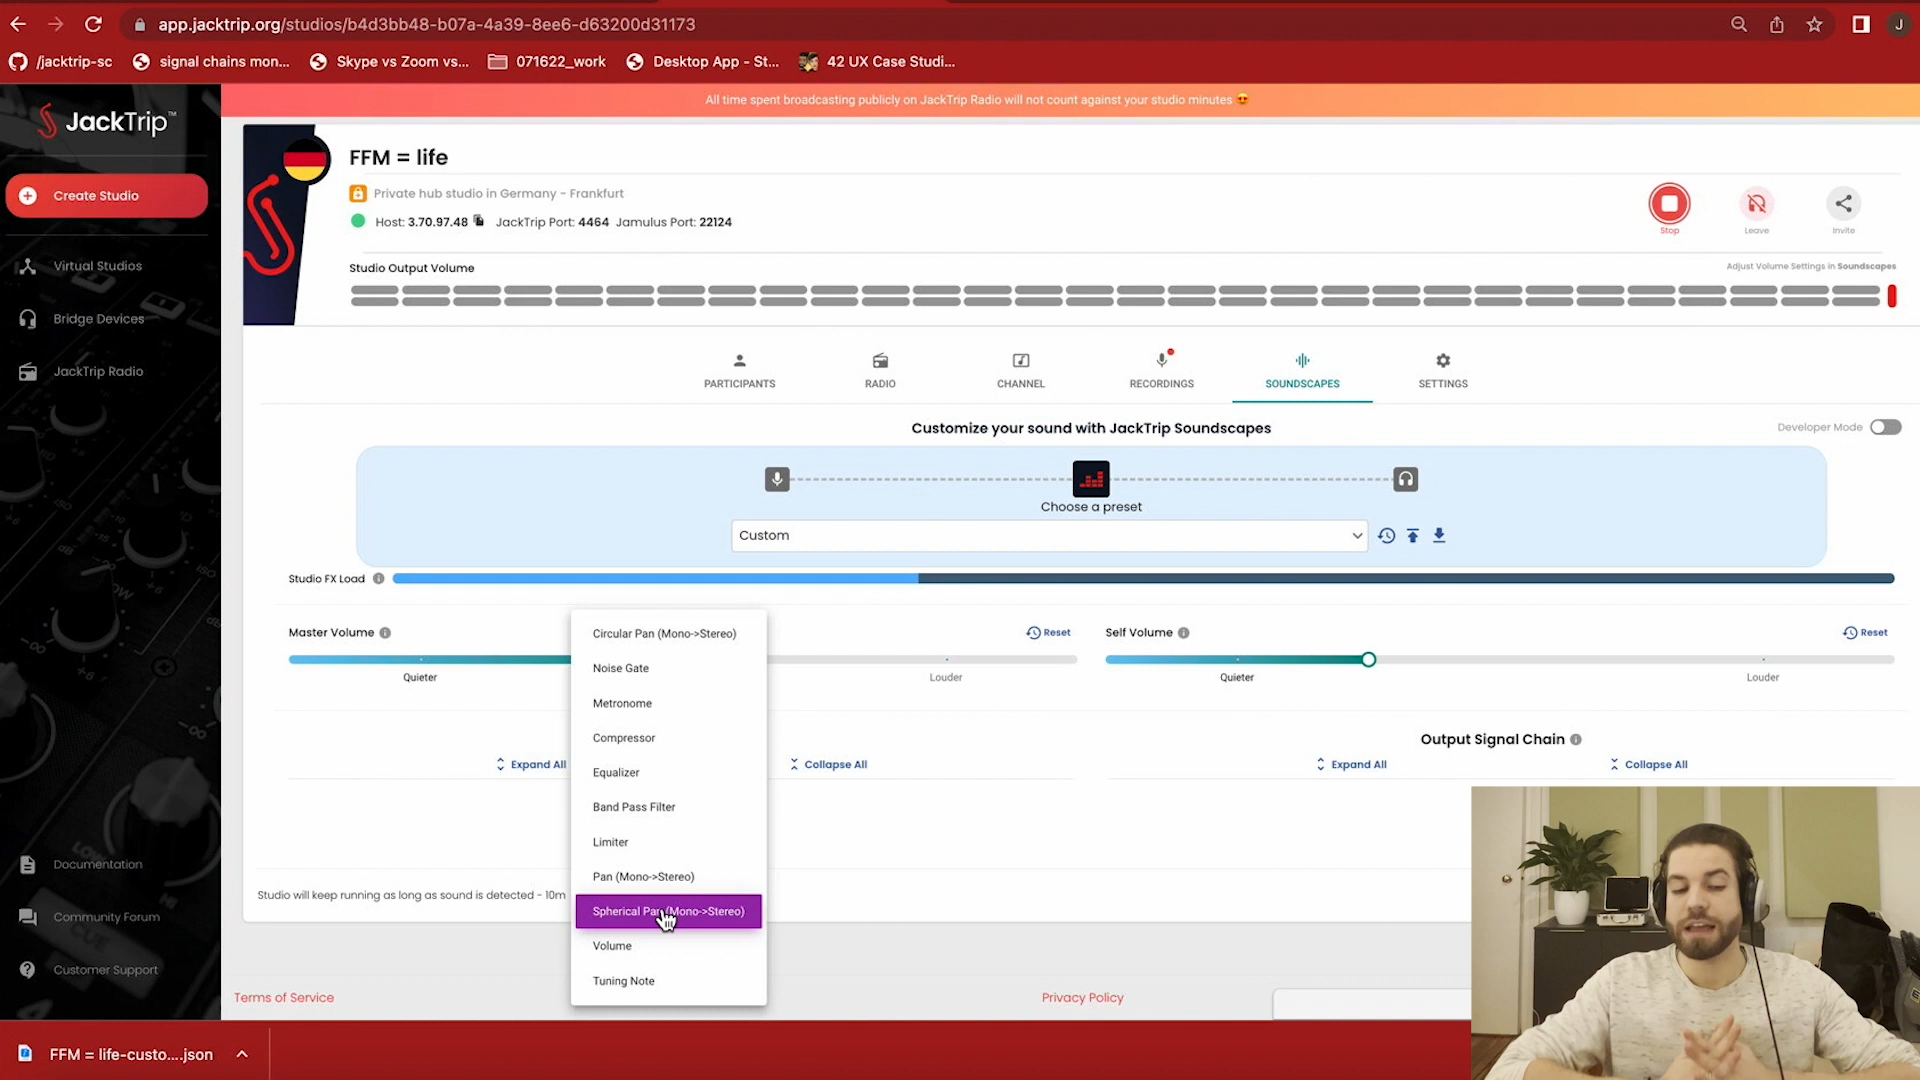 app.jacktrip.org/studios/b4d3bb48-b07a-4a39-8ee6-d63200d31173
J
/jacktrip-sc
signal chains mon...
Skype vs Zoom vs...
071622_work
Desktop App - St...
42 UX Case Studi...
JackTrip™
All time spent broadcasting publicly on JackTrip Radio will not count against your studio minutes 😍
Create Studio
Virtual Studios
Bridge Devices
JackTrip Radio
Documentation
Community Forum
Customer Support
FFM = life
Private hub studio in Germany - Frankfurt
Host: 3.70.97.48 JackTrip Port: 4464 Jamulus Port: 22124
Stop
Leave
Invite
Studio Output Volume
Adjust Volume Settings in Soundscapes
PARTICIPANTS
RADIO
CHANNEL
RECORDINGS
SOUNDSCAPES
SETTINGS
Customize your sound with JackTrip Soundscapes
Developer Mode
Choose a preset
Custom
Studio FX Load
Master Volume
Reset
Quieter
Louder
Self Volume
Reset
Quieter
Louder
Circular Pan (Mono->Stereo)
Noise Gate
Metronome
Compressor
Equalizer
Band Pass Filter
Limiter
Pan (Mono->Stereo)
Spherical Pan (Mono->Stereo)
Volume
Tuning Note
Expand All
Collapse All
Output Signal Chain
Expand All
Collapse All
Studio will keep running as long as sound is detected - 10m
Terms of Service
Privacy Policy
FFM = life-custo....json